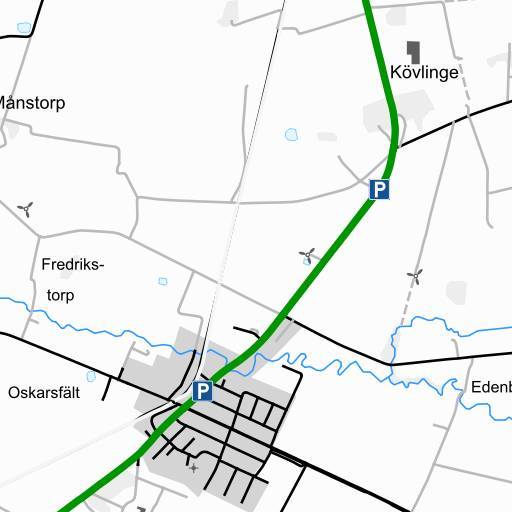 Kövlinge
Månstorp
P
Fredriks-
torp
P
Oskarsfält
Edenb